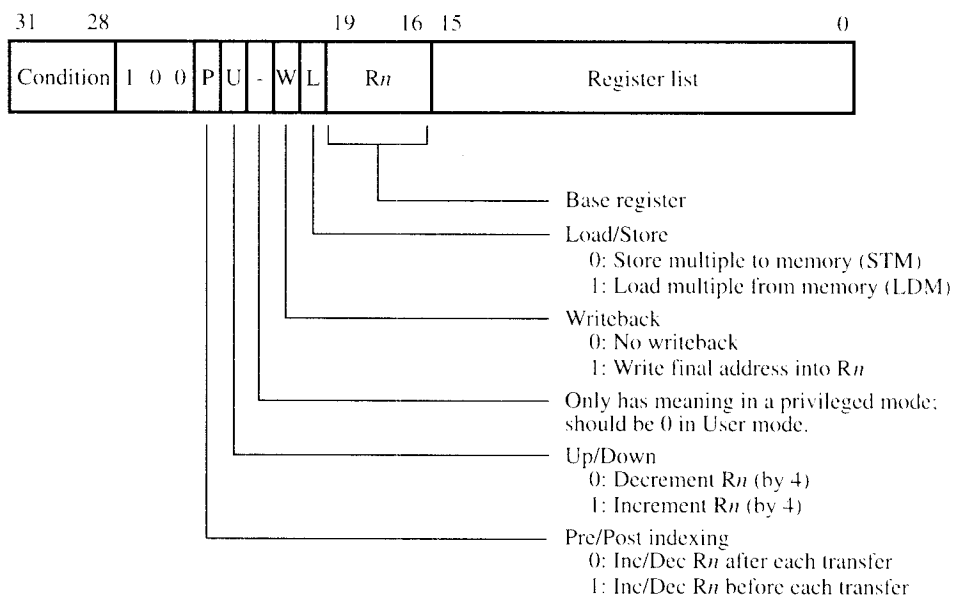 31 28 19 16 15 0
Condition 1 0 0 P U - W L Rn Register list
Base register
Load/Store
0: Store multiple to memory (STM)
1: Load multiple from memory (LDM)
Writeback
0: No writeback
1: Write final address into Rn
Only has meaning in a privileged mode;
should be 0 in User mode.
Up/Down
0: Decrement Rn (by 4)
1: Increment Rn (by 4)
Pre/Post indexing
0: Inc/Dec Rn after each transfer
1: Inc/Dec Rn before each transfer